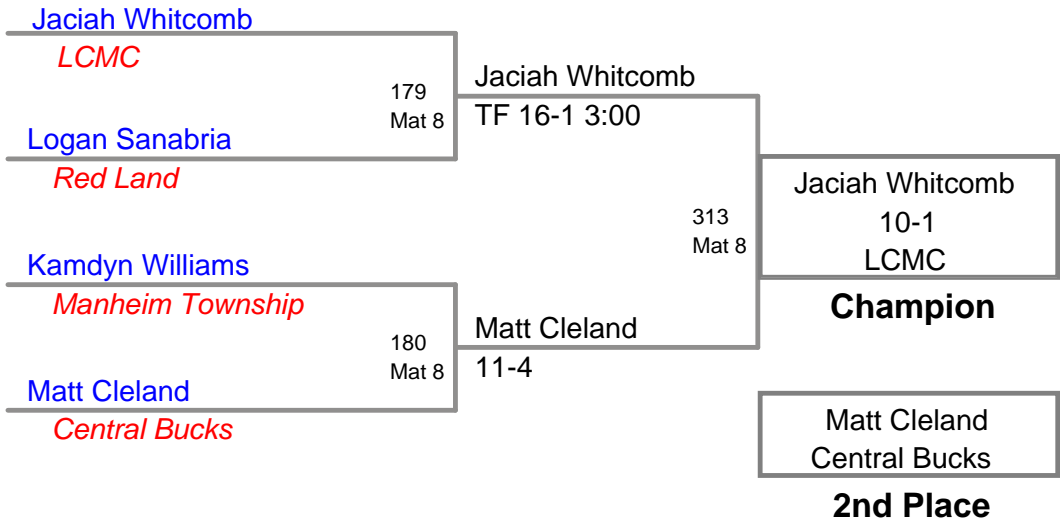 Jaciah Whitcomb
LCMC
179
Mat 8
Logan Sanabria
Red Land
Jaciah Whitcomb
TF 16-1 3:00
Kamdyn Williams
Manheim Township
180
Mat 8
Matt Cleland
Central Bucks
Matt Cleland
11-4
313
Mat 8
Jaciah Whitcomb
10-1
LCMC
Champion
Matt Cleland
Central Bucks
2nd Place